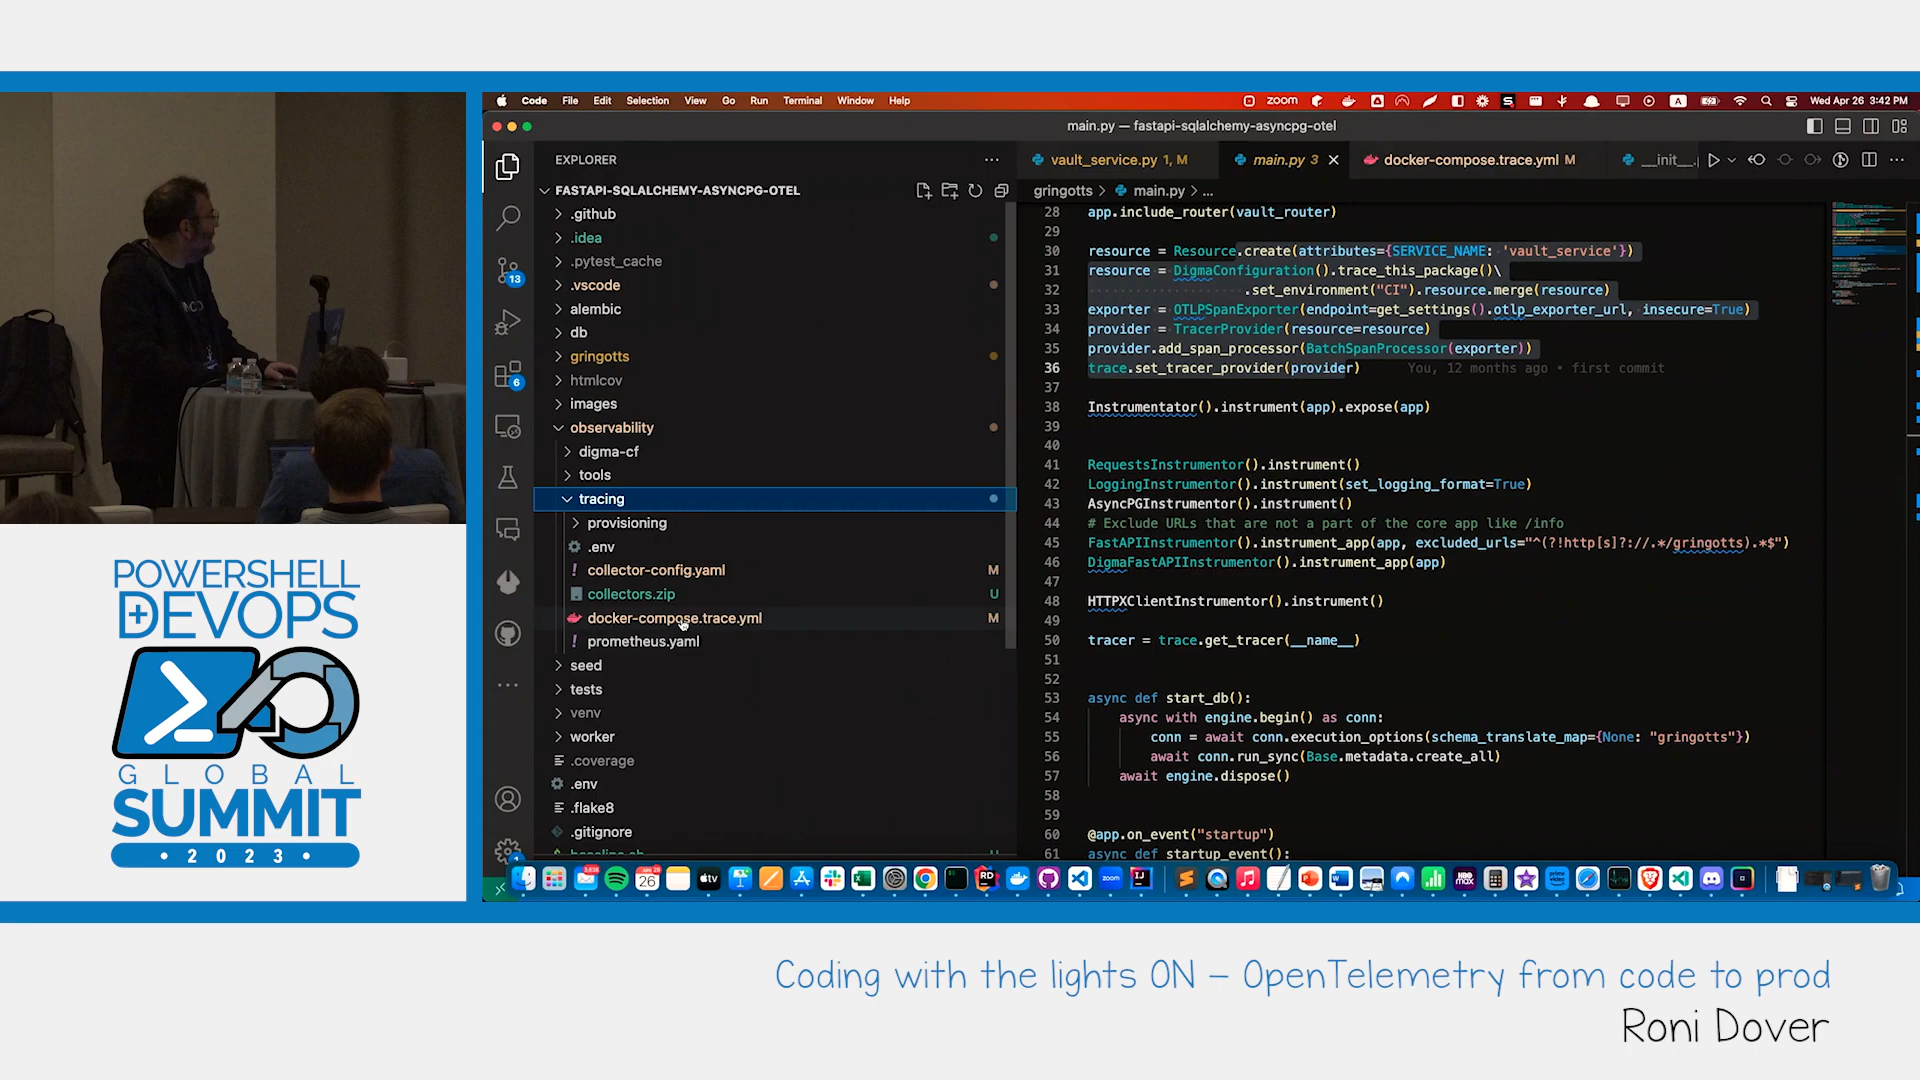 Code File Edit Selection View Go Run Terminal Window Help
zoom A Wed Apr 26 3:42 PM
main.py — fastapi-sqlalchemy-asyncpg-otel
EXPLORER
FASTAPI-SQLALCHEMY-ASYNCPG-OTEL
.github
.idea
.pytest_cache
.vscode
alembic
db
gringotts
htmlcov
images
observability
digma-cf
tools
tracing
provisioning
.env
collector-config.yaml M
collectors.zip U
docker-compose.trace.yml M
prometheus.yaml
seed
tests
venv
worker
.coverage
.env
.flake8
.gitignore
13
6
1
vault_service.py 1, M
main.py 3
docker-compose.trace.yml M
__init__.
gringotts > main.py > ...
28 app.include_router(vault_router)
29
30 resource = Resource.create(attributes={SERVICE_NAME: 'vault_service'})
31 resource = DigmaConfiguration().trace_this_package()\
32 .set_environment("CI").resource.merge(resource)
33 exporter = OTLPSpanExporter(endpoint=get_settings().otlp_exporter_url, insecure=True)
34 provider = TracerProvider(resource=resource)
35 provider.add_span_processor(BatchSpanProcessor(exporter))
36 trace.set_tracer_provider(provider) You, 12 months ago • first commit
37
38 Instrumentator().instrument(app).expose(app)
39
40
41 RequestsInstrumentor().instrument()
42 LoggingInstrumentor().instrument(set_logging_format=True)
43 AsyncPGInstrumentor().instrument()
44 # Exclude URLs that are not a part of the core app like /info
45 FastAPIInstrumentor().instrument_app(app, excluded_urls="^(?!http[s]?://.*/gringotts).*$")
46 DigmaFastAPIInstrumentor().instrument_app(app)
47
48 HTTPXClientInstrumentor().instrument()
49
50 tracer = trace.get_tracer(__name__)
51
52
53 async def start_db():
54 async with engine.begin() as conn:
55 conn = await conn.execution_options(schema_translate_map={None: "gringotts"})
56 await conn.run_sync(Base.metadata.create_all)
57 await engine.dispose()
58
59
60 @app.on_event("startup")
61 async def startup_event():
POWERSHELL
+DEVOPS
GLOBAL
SUMMIT
• 2023 •
Coding with the lights ON – OpenTelemetry from code to prod
Roni Dover